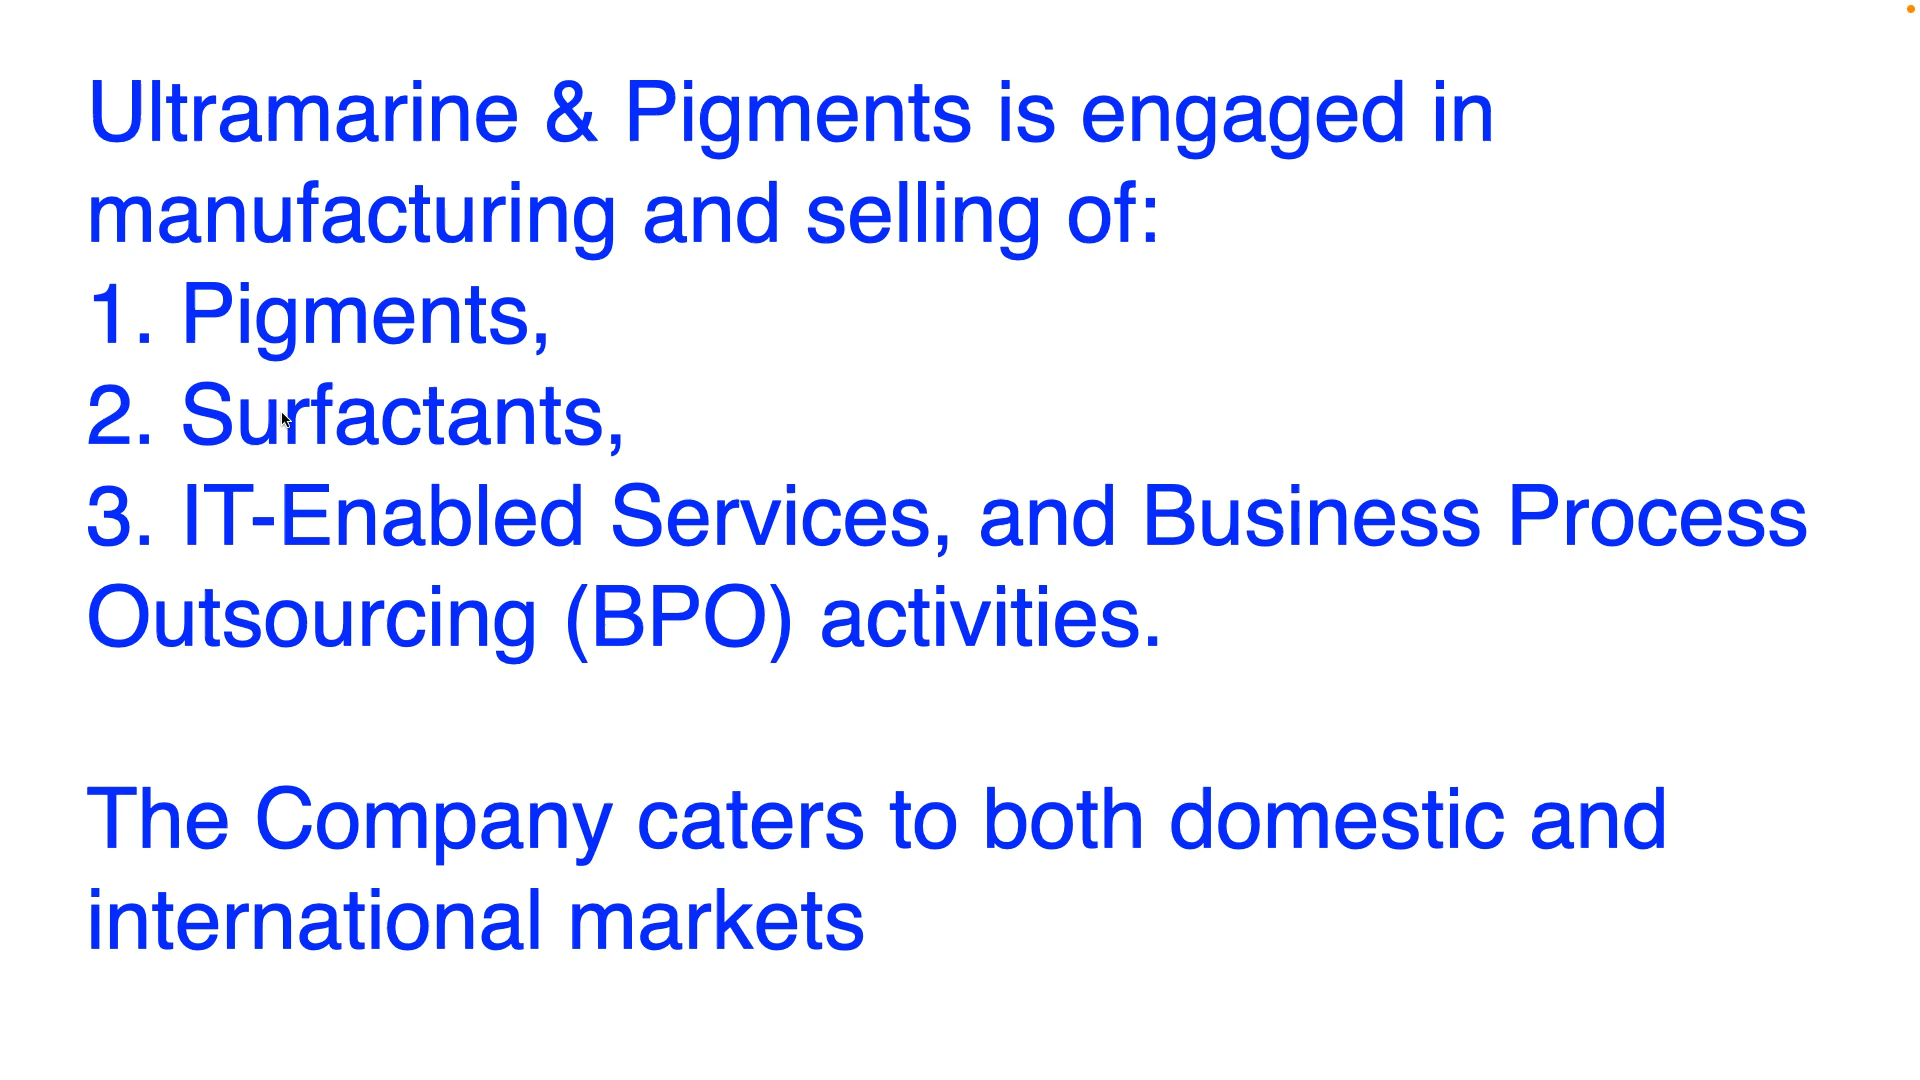 Ultramarine & Pigments is engaged in
manufacturing and selling of:
1. Pigments,
2. Surfactants,
3. IT-Enabled Services, and Business Process
Outsourcing (BPO) activities.
The Company caters to both domestic and
international markets